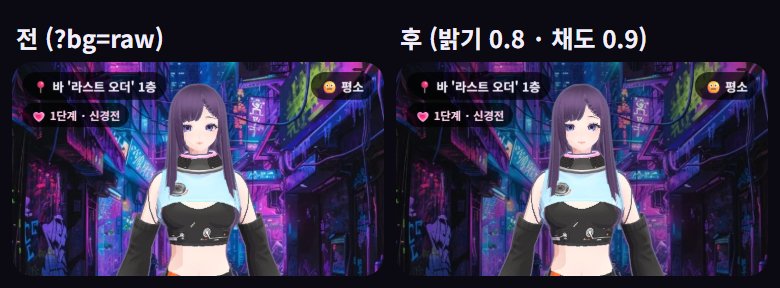 전 (?bg=raw)
후 (밝기 0.8 · 채도 0.9)
📍 바 '라스트 오더' 1층
😀 평소
💗 1단계 · 신경전
📍 바 '라스트 오더' 1층
😀 평소
💗 1단계 · 신경전